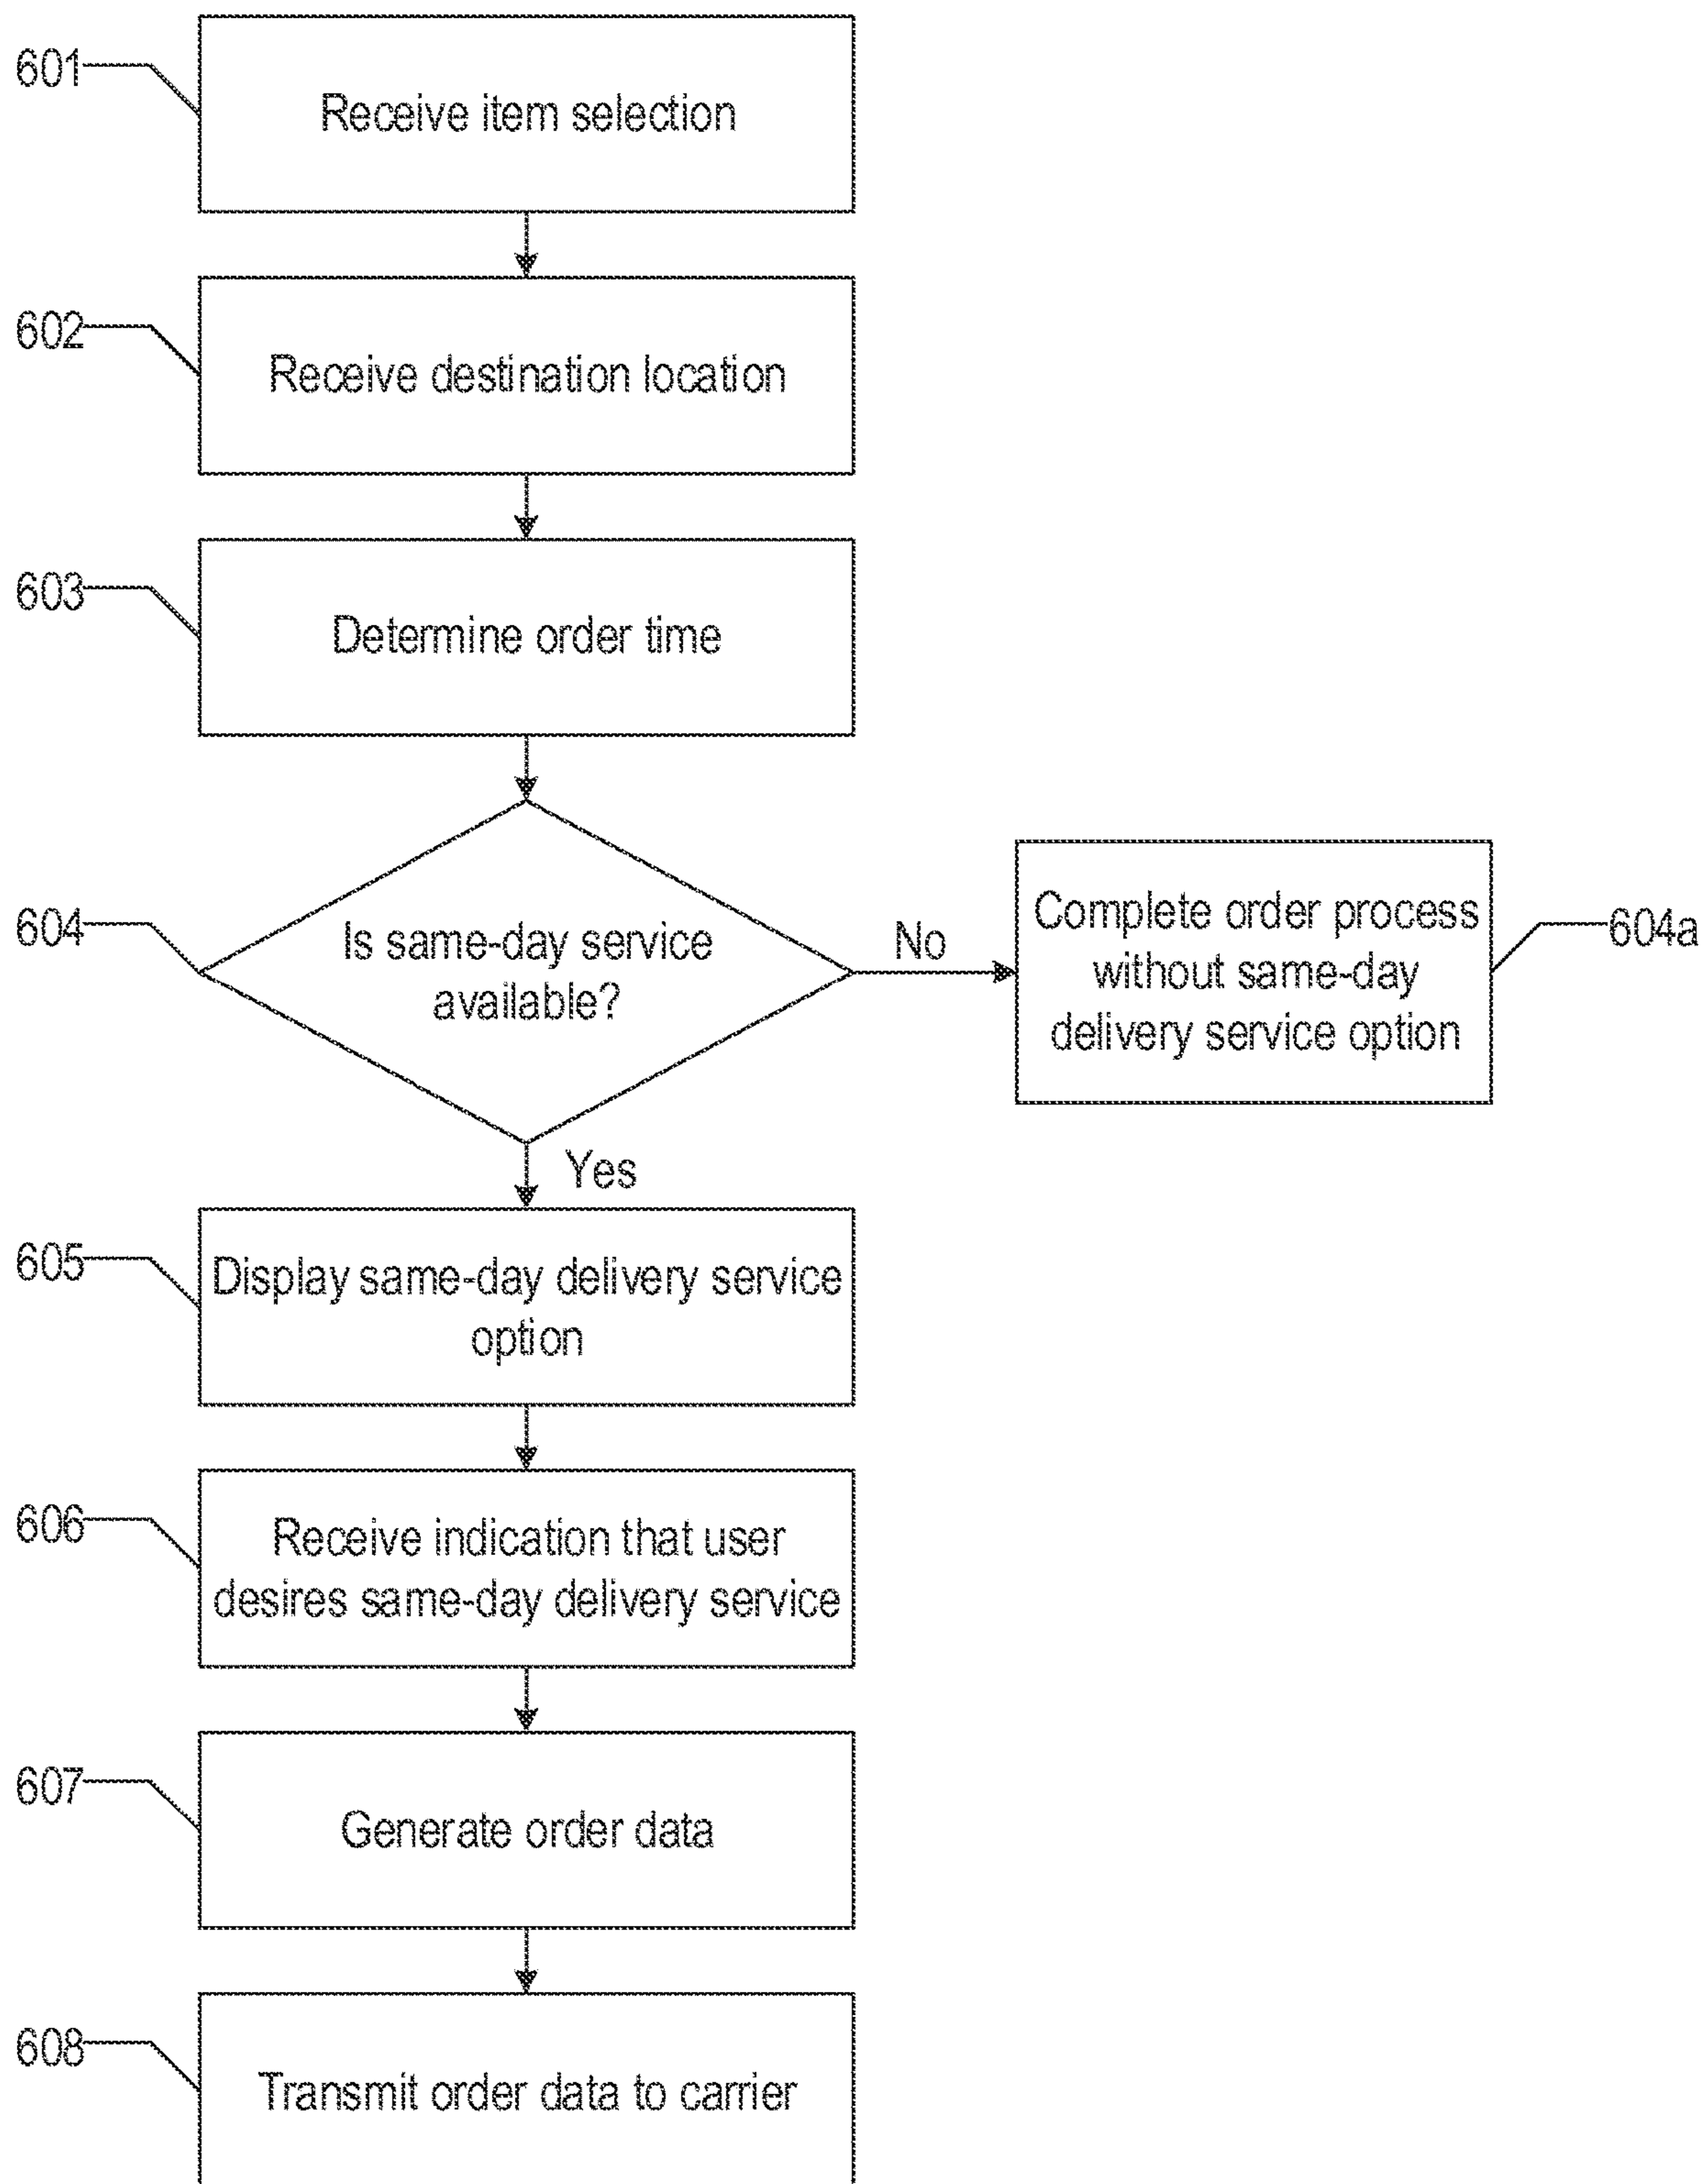 601
Receive item selection
602
Receive destination location
603
Determine order time
604
Is same-day service
available?
No
Complete order process
without same-day
delivery service option
604a
Yes
605
Display same-day delivery service
option
606
Receive indication that user
desires same-day delivery service
607
Generate order data
608
Transmit order data to carrier